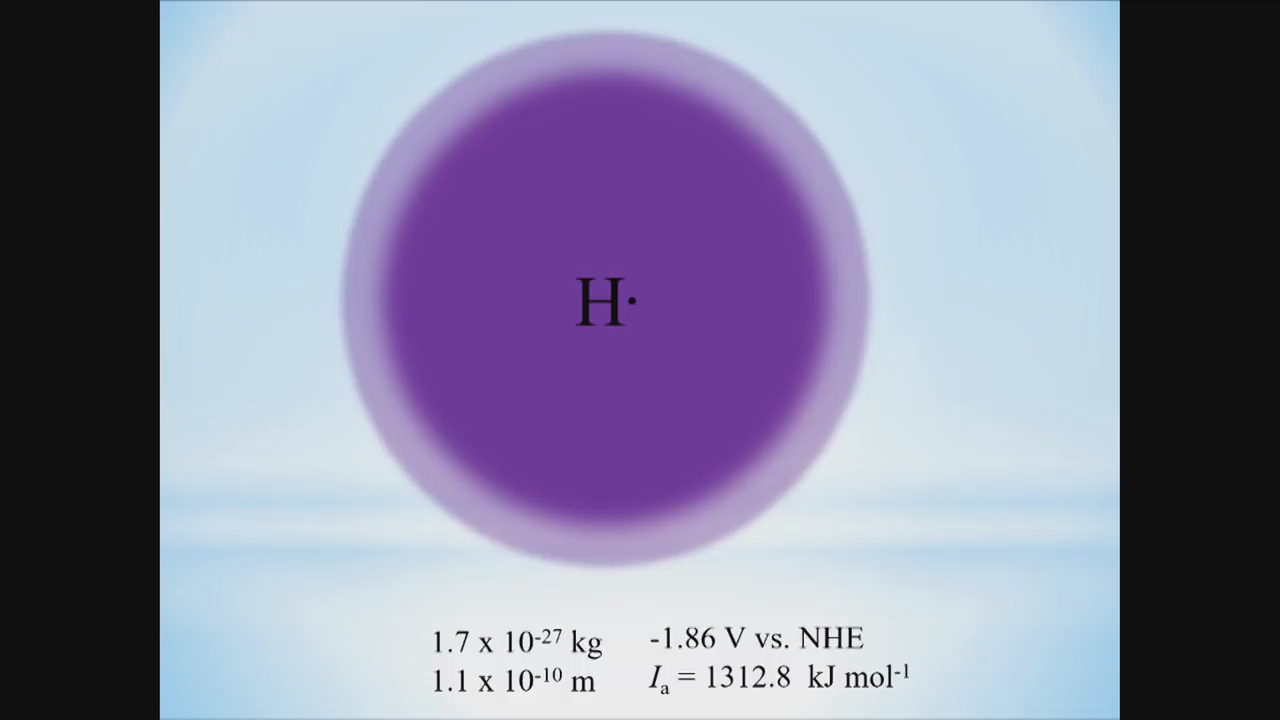 H·
1.7 x 10⁻²⁷ kg
1.1 x 10⁻¹⁰ m
-1.86 V vs. NHE
Iₐ = 1312.8 kJ mol⁻¹